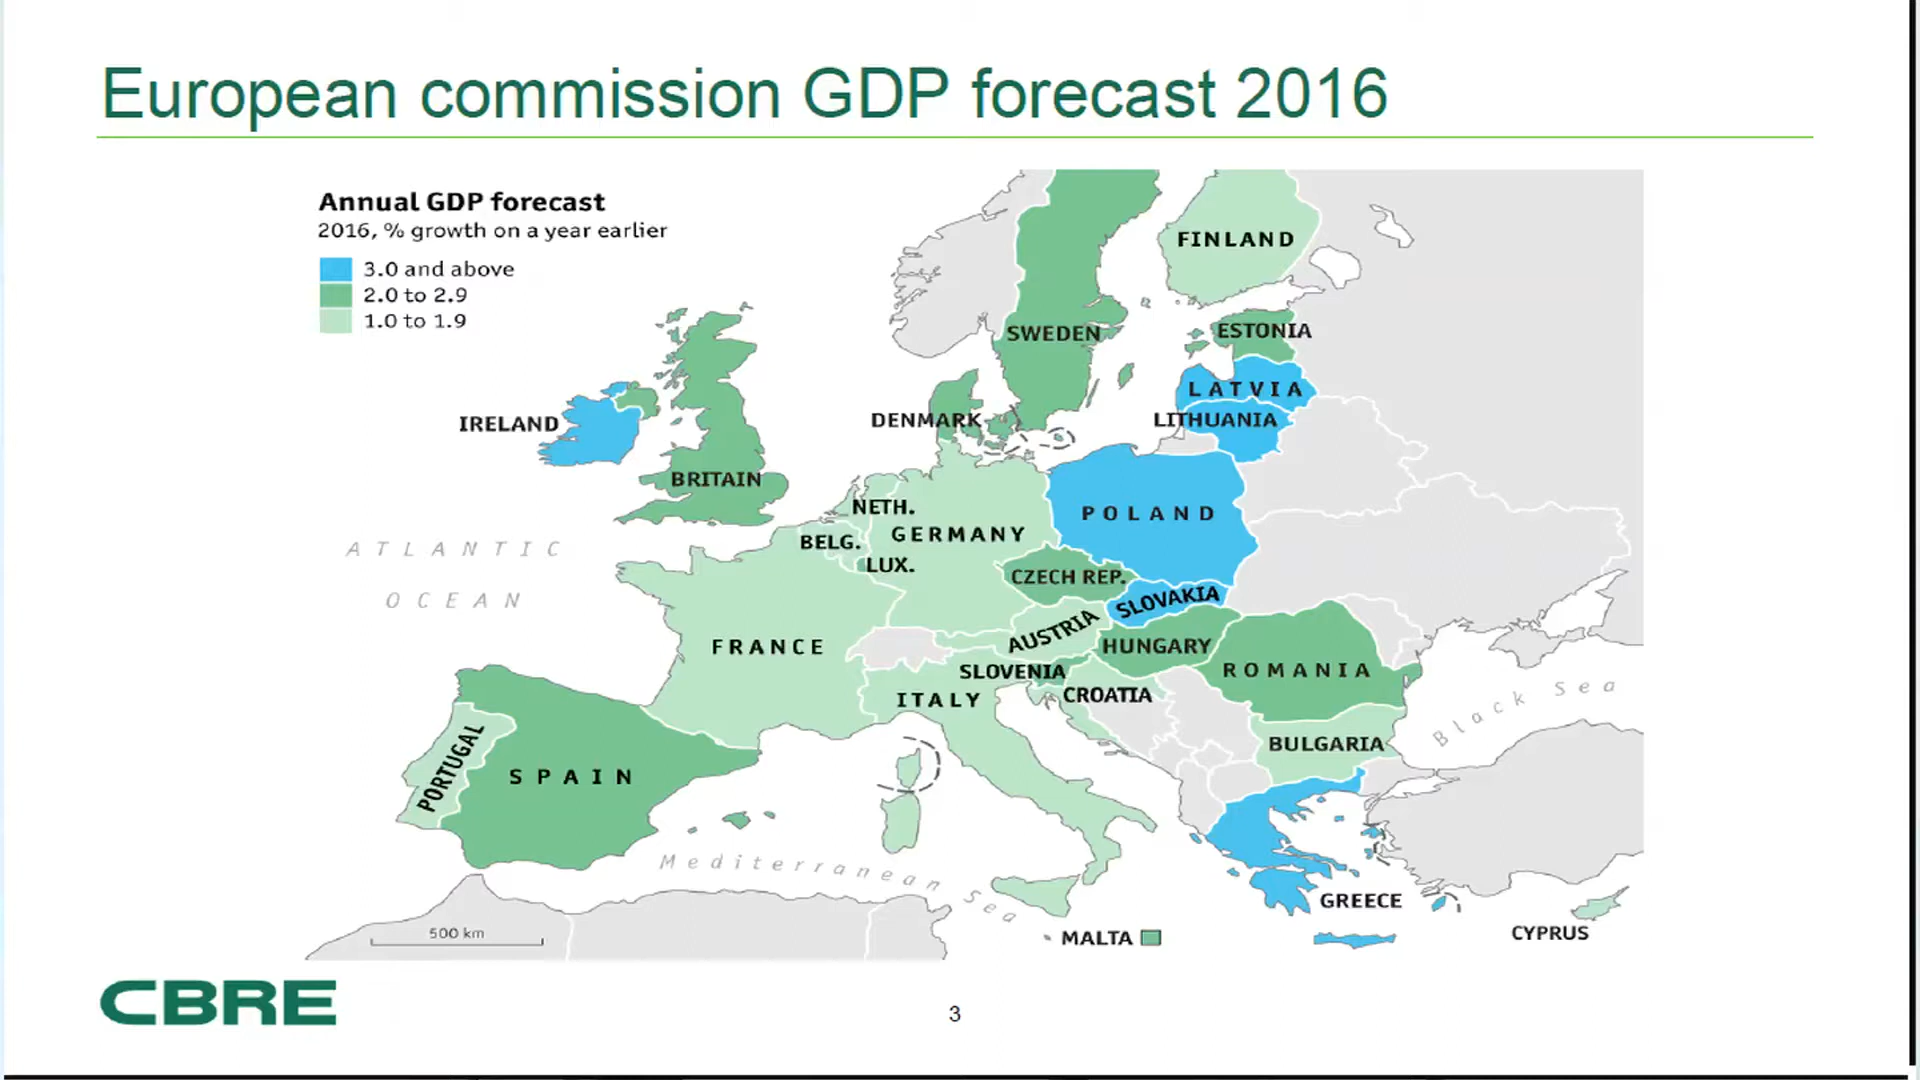 European commission GDP forecast 2016
Annual GDP forecast
2016, % growth on a year earlier
3.0 and above
2.0 to 2.9
1.0 to 1.9
FINLAND
SWEDEN
ESTONIA
LATVIA
LITHUANIA
DENMARK
IRELAND
BRITAIN
NETH.
POLAND
GERMANY
BELG.
LUX.
ATLANTIC
OCEAN
CZECH REP.
SLOVAKIA
AUSTRIA
FRANCE
HUNGARY
SLOVENIA
ROMANIA
CROATIA
ITALY
Black Sea
BULGARIA
PORTUGAL
SPAIN
Mediterranean Sea
GREECE
CYPRUS
MALTA
500 km
CBRE
3